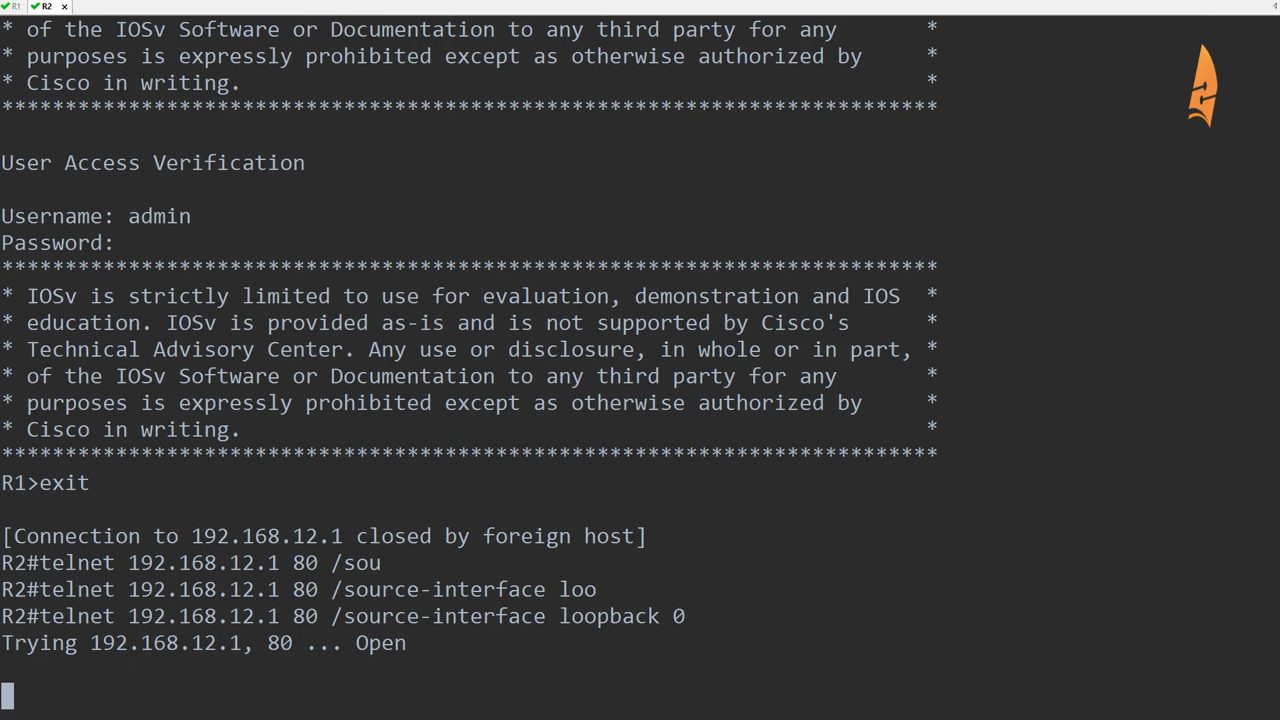 R1 R2
* of the IOSv Software or Documentation to any third party for any *
* purposes is expressly prohibited except as otherwise authorized by *
* Cisco in writing. *
**************************************************************************
User Access Verification
Username: admin
Password:
**************************************************************************
* IOSv is strictly limited to use for evaluation, demonstration and IOS *
* education. IOSv is provided as-is and is not supported by Cisco's *
* Technical Advisory Center. Any use or disclosure, in whole or in part, *
* of the IOSv Software or Documentation to any third party for any *
* purposes is expressly prohibited except as otherwise authorized by *
* Cisco in writing. *
**************************************************************************
R1>exit
[Connection to 192.168.12.1 closed by foreign host]
R2#telnet 192.168.12.1 80 /sou
R2#telnet 192.168.12.1 80 /source-interface loo
R2#telnet 192.168.12.1 80 /source-interface loopback 0
Trying 192.168.12.1, 80 ... Open